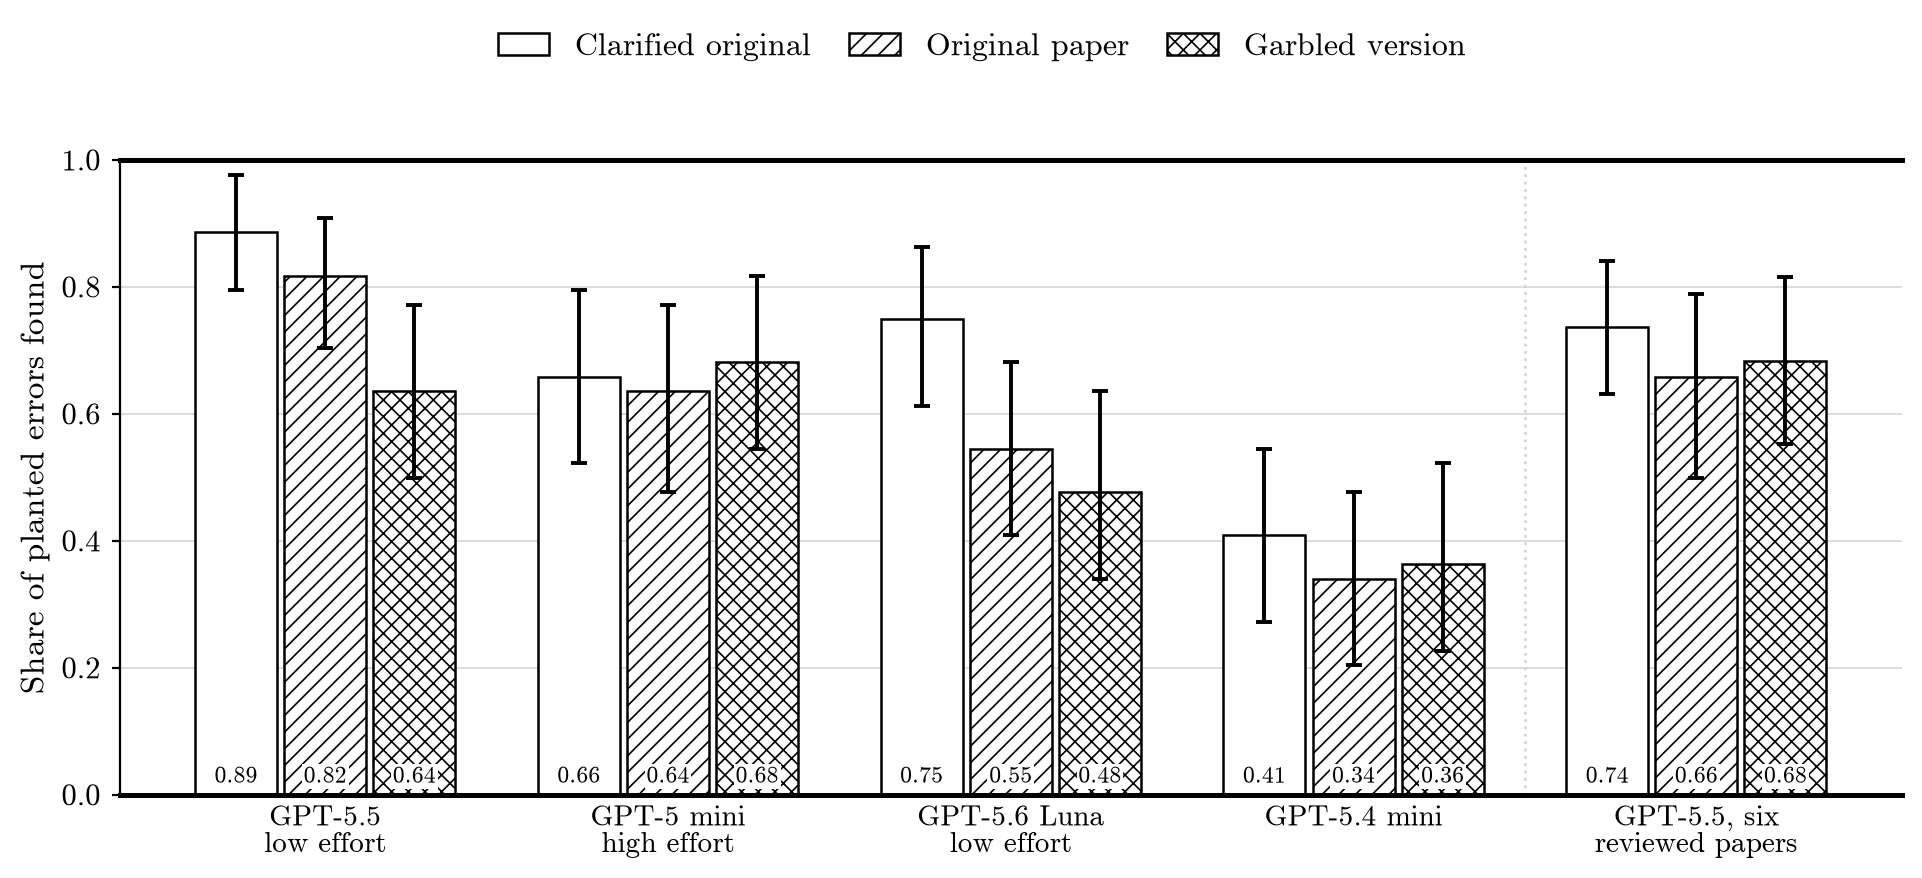 Clarified original Original paper Garbled version
Share of planted errors found
1.0
0.8
0.6
0.4
0.2
0.0
0.89 0.82 0.64 0.66 0.64 0.68 0.75 0.55 0.48 0.41 0.34 0.36 0.74 0.66 0.68
GPT-5.5 GPT-5 mini GPT-5.6 Luna GPT-5.4 mini GPT-5.5, six
low effort high effort low effort reviewed papers